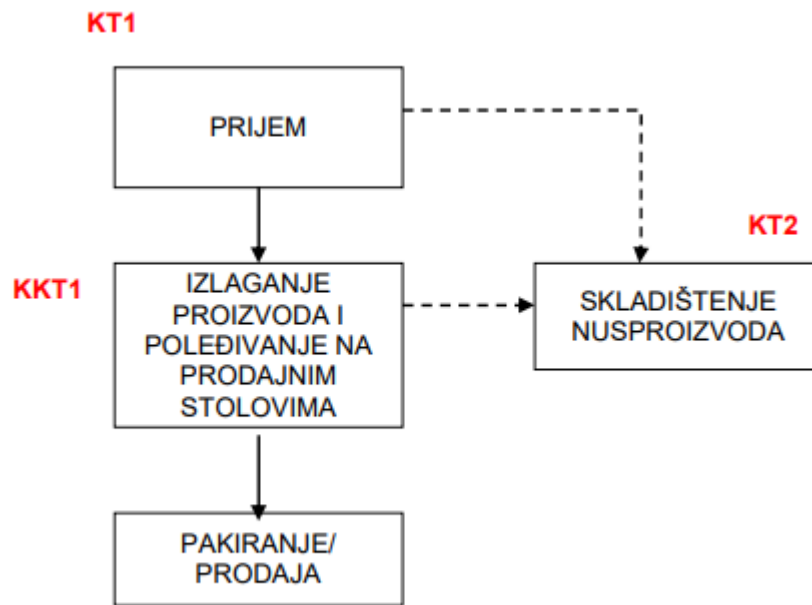 KT1
PRIJEM
KT2
KKT1
IZLAGANJE
PROIZVODA I
POLEĐIVANJE NA
PRODAJNIM
STOLOVIMA
SKLADIŠTENJE
NUSPROIZVODA
PAKIRANJE/
PRODAJA